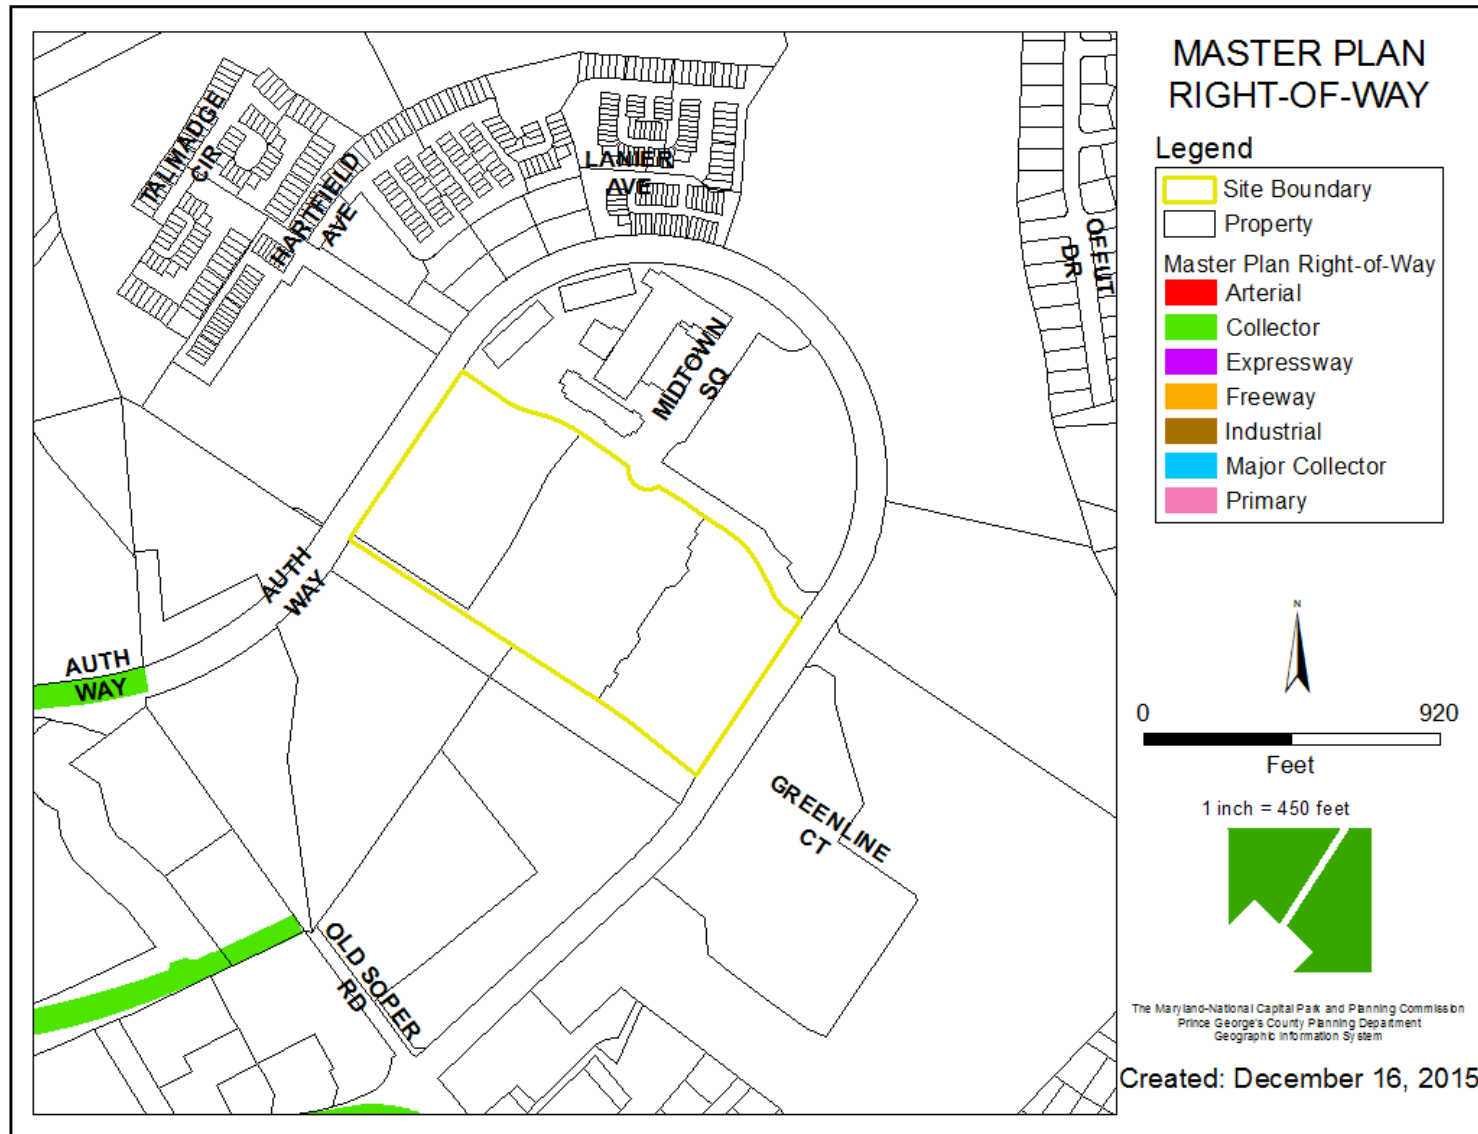 MASTER PLAN
RIGHT-OF-WAY
Legend
Site Boundary
Property
Master Plan Right-of-Way
Arterial
Collector
Expressway
Freeway
Industrial
Major Collector
Primary
N
0 920
Feet
1 inch = 450 feet
The Maryland-National Capital Park and Planning Commission
Prince George's County Planning Department
Geographic Information System
Created: December 16, 2015
TALMADGE
CIR
HARTFIELD
AVE
LANIER
AVE
OFFUT
DR
MIDTOWN
SQ
AUTH
WAY
AUTH
WAY
GREENLINE
CT
OLD SOPER
RD